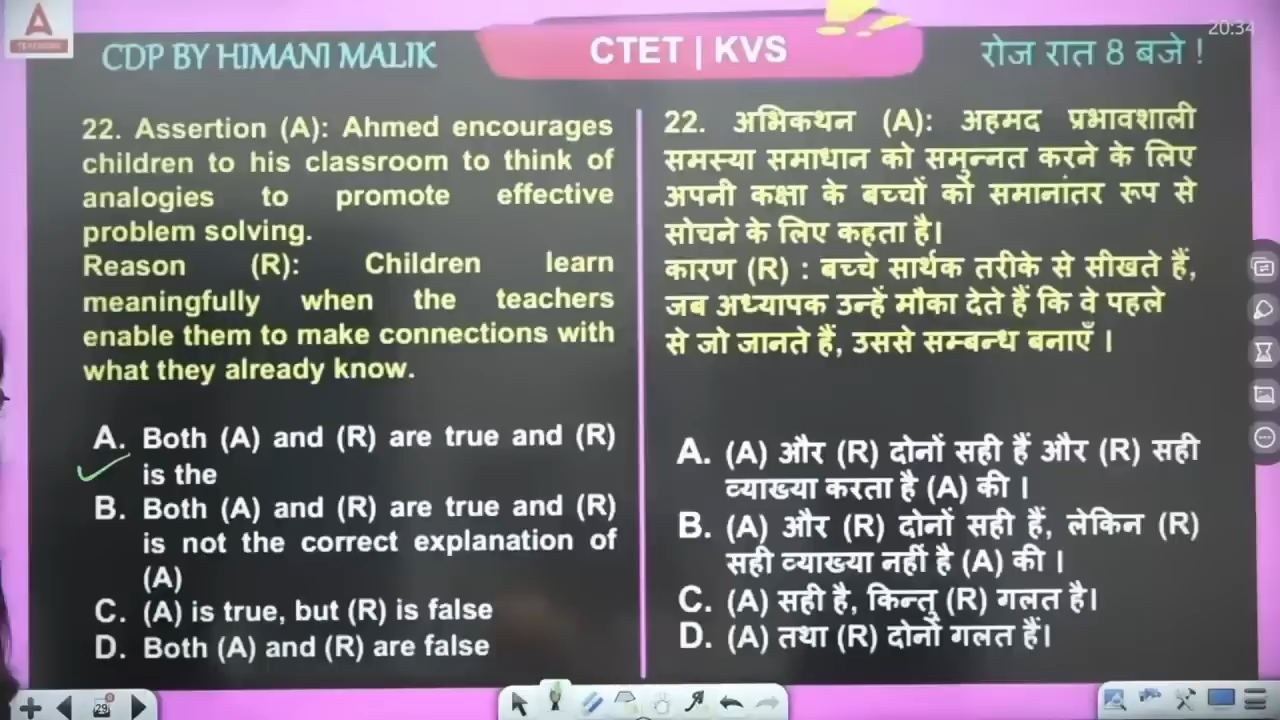 A
TEACHERS
CDP BY HIMANI MALIK
CTET | KVS
रोज रात 8 बजे !
20:34
22. Assertion (A): Ahmed encourages
children to his classroom to think of
analogies to promote effective
problem solving.
Reason (R): Children learn
meaningfully when the teachers
enable them to make connections with
what they already know.
A. Both (A) and (R) are true and (R)
is the
B. Both (A) and (R) are true and (R)
is not the correct explanation of
(A)
C. (A) is true, but (R) is false
D. Both (A) and (R) are false
22. अभिकथन (A): अहमद प्रभावशाली
समस्या समाधान को समुन्नत करने के लिए
अपनी कक्षा के बच्चों को समानांतर रूप से
सोचने के लिए कहता है।
कारण (R) : बच्चे सार्थक तरीके से सीखते हैं,
जब अध्यापक उन्हें मौका देते हैं कि वे पहले
से जो जानते हैं, उससे सम्बन्ध बनाएँ ।
A. (A) और (R) दोनों सही हैं और (R) सही
व्याख्या करता है (A) की ।
B. (A) और (R) दोनों सही हैं, लेकिन (R)
सही व्याख्या नहीं है (A) की ।
C. (A) सही है, किन्तु (R) गलत है।
D. (A) तथा (R) दोनों गलत हैं।
29